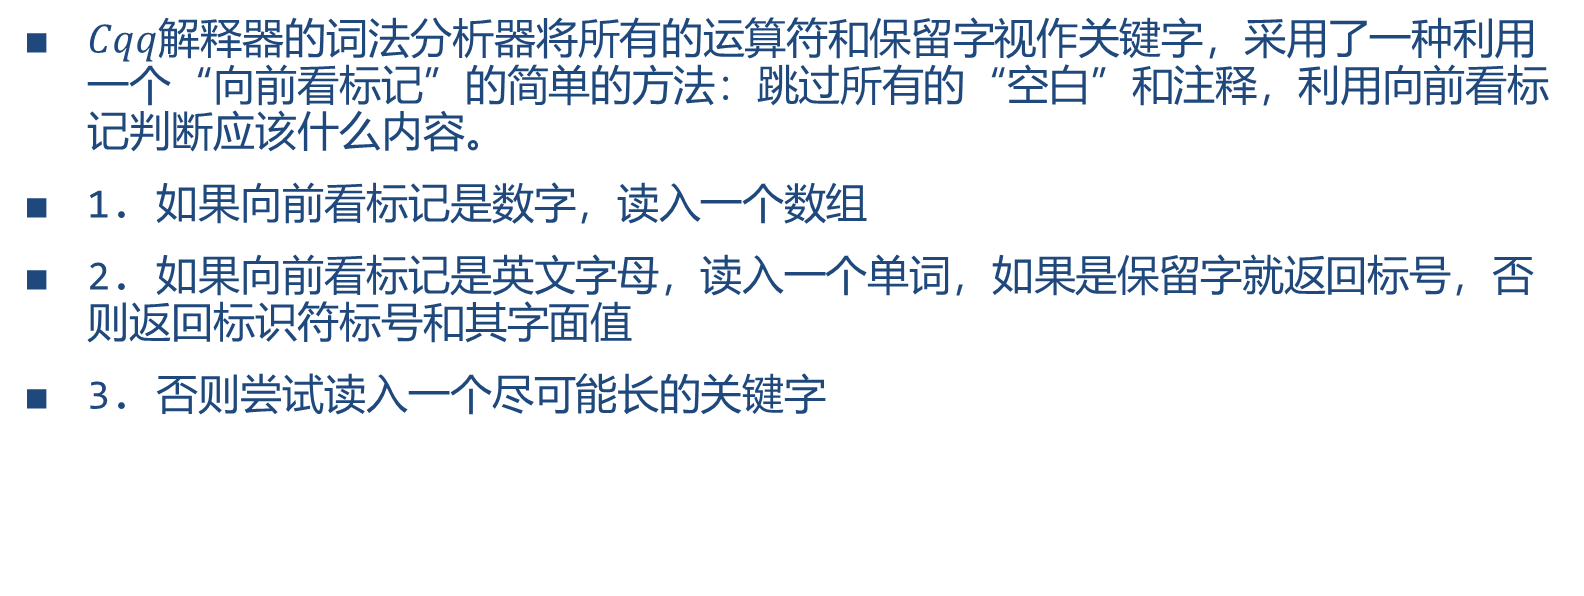 ■ Cqq解释器的词法分析器将所有的运算符和保留字视作关键字，采用了一种利用
一个“向前看标记”的简单的方法：跳过所有的“空白”和注释，利用向前看标
记判断应该什么内容。
■ 1. 如果向前看标记是数字，读入一个数组
■ 2. 如果向前看标记是英文字母，读入一个单词，如果是保留字就返回标号，否
则返回标识符标号和其字面值
■ 3. 否则尝试读入一个尽可能长的关键字